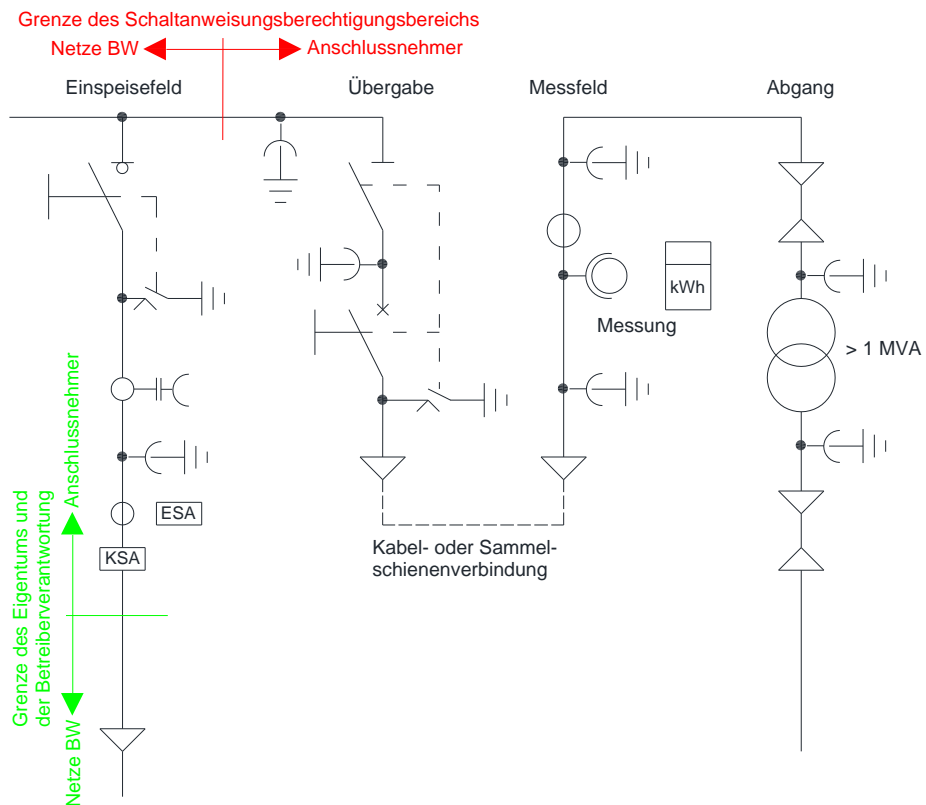 Grenze des Schaltanweisungsberechtigungsbereichs
Netze BW
Anschlussnehmer
Einspeisefeld
Übergabe
Messfeld
Abgang
kWh
Messung
> 1 MVA
ESA
KSA
Kabel- oder Sammel-
schienenverbindung
Grenze des Eigentums und
der Betreiberverantwortung
Anschlussnehmer
Netze BW